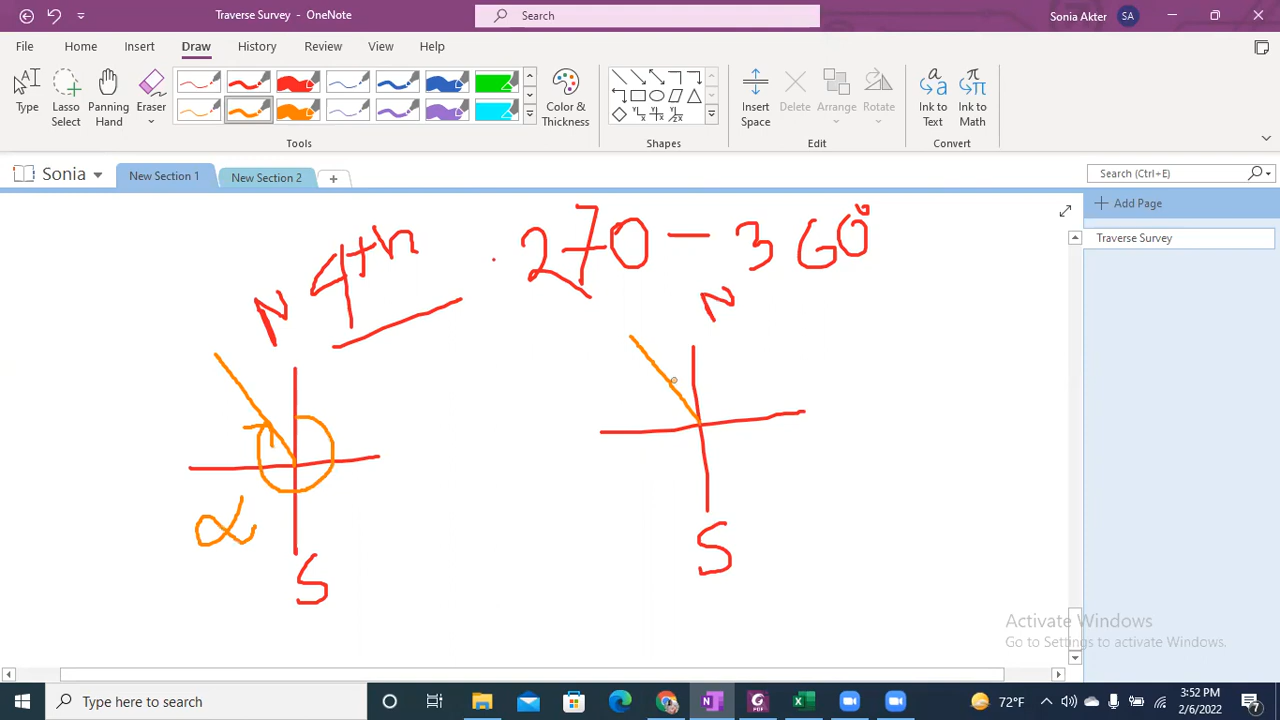 Traverse Survey - OneNote
Search
Sonia Akter
SA
File Home Insert Draw History Review View Help
Type
Lasso Select
Panning Hand
Eraser
Color & Thickness
Insert Space
Delete
Arrange
Rotate
Ink to Text
Ink to Math
Tools
Shapes
Edit
Convert
Sonia
New Section 1
New Section 2
Search (Ctrl+E)
Add Page
Traverse Survey
4th 270 - 360°
N
N
α
S
S
Activate Windows
Go to Settings to activate Windows.
Type here to search
72°F
3:52 PM
2/6/2022
7